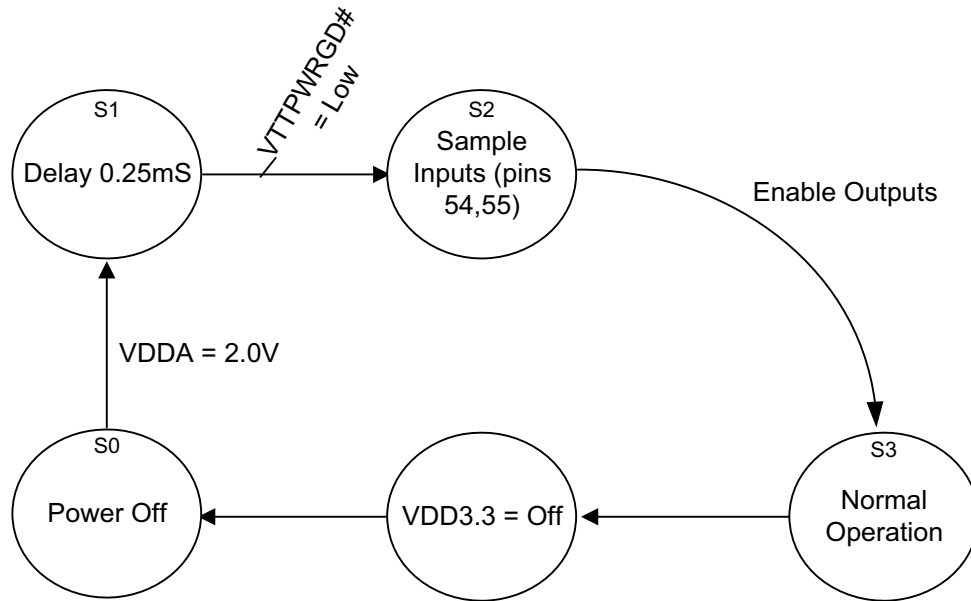 S1
Delay 0.25mS
VTTPWRGD#
= Low
S2
Sample
Inputs (pins
54,55)
Enable Outputs
VDDA = 2.0V
S0
Power Off
VDD3.3 = Off
S3
Normal
Operation